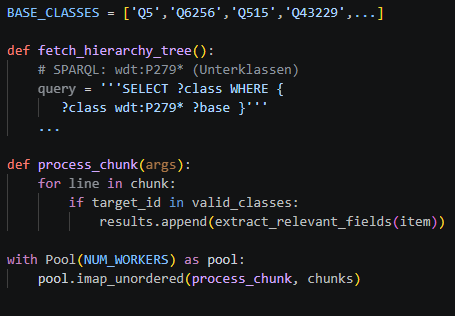 BASE_CLASSES = ['Q5','Q6256','Q515','Q43229',...]
def fetch_hierarchy_tree():
    # SPARQL: wdt:P279* (Unterklassen)
    query = '''SELECT ?class WHERE {
        ?class wdt:P279* ?base }'''
    ...
def process_chunk(args):
    for line in chunk:
        if target_id in valid_classes:
            results.append(extract_relevant_fields(item))
with Pool(NUM_WORKERS) as pool:
    pool.imap_unordered(process_chunk, chunks)